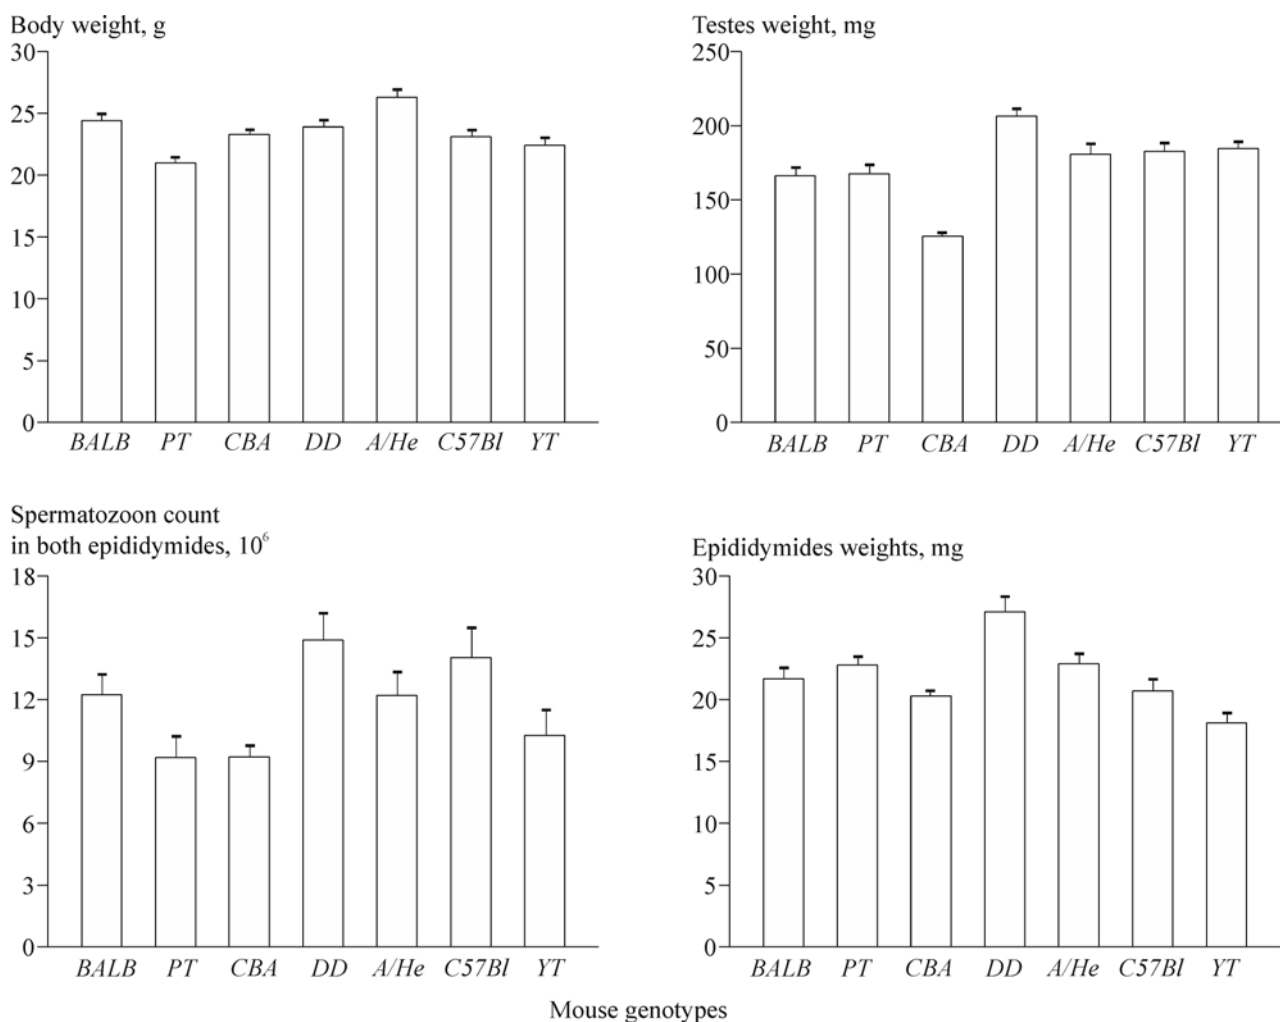 Body weight, g
30
25
20
15
10
5
0
BALB PT CBA DD A/He C57Bl YT
Testes weight, mg
250
200
150
100
50
0
BALB PT CBA DD A/He C57Bl YT
Spermatozoon count
in both epididymides, 10⁶
18
15
12
9
6
3
0
BALB PT CBA DD A/He C57Bl YT
Epididymides weights, mg
30
25
20
15
10
5
0
BALB PT CBA DD A/He C57Bl YT
Mouse genotypes